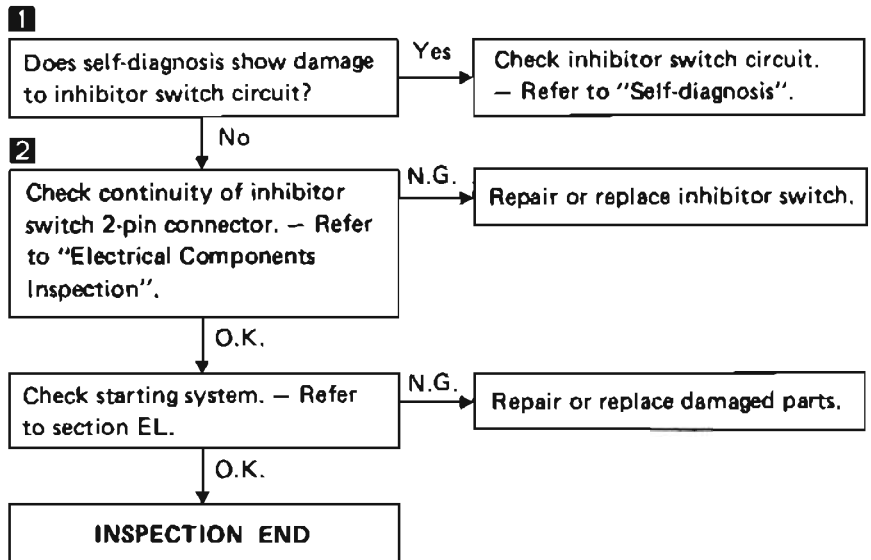 1
Does self-diagnosis show damage
to inhibitor switch circuit?
Yes
Check inhibitor switch circuit.
— Refer to "Self-diagnosis".
No
2
Check continuity of inhibitor
switch 2-pin connector. — Refer
to "Electrical Components
Inspection".
N.G.
Repair or replace inhibitor switch.
O.K.
Check starting system. — Refer
to section EL.
N.G.
Repair or replace damaged parts.
O.K.
INSPECTION END